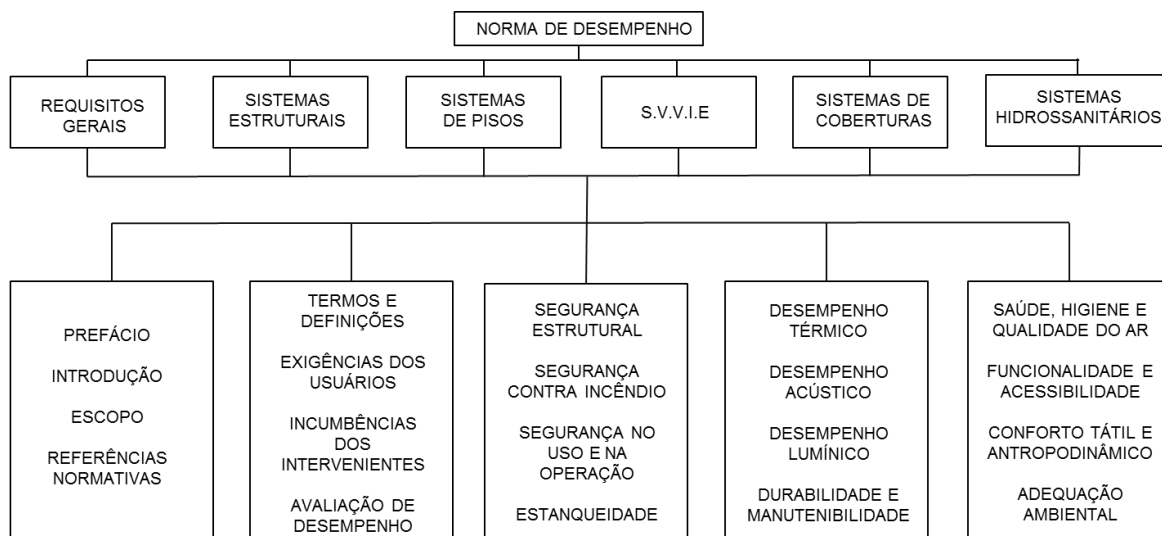 NORMA DE DESEMPENHO
REQUISITOS
GERAIS
SISTEMAS
ESTRUTURAIS
SISTEMAS
DE PISOS
S.V.V.I.E
SISTEMAS DE
COBERTURAS
SISTEMAS
HIDROSSANITÁRIOS
PREFÁCIO
INTRODUÇÃO
ESCOPO
REFERÊNCIAS
NORMATIVAS
TERMOS E
DEFINIÇÕES
EXIGÊNCIAS DOS
USUÁRIOS
INCUMBÊNCIAS
DOS
INTERVENIENTES
AVALIAÇÃO DE
DESEMPENHO
SEGURANÇA
ESTRUTURAL
SEGURANÇA
CONTRA INCÊNDIO
SEGURANÇA NO
USO E NA
OPERAÇÃO
ESTANQUEIDADE
DESEMPENHO
TÉRMICO
DESEMPENHO
ACÚSTICO
DESEMPENHO
LUMÍNICO
DURABILIDADE E
MANUTENIBILIDADE
SAÚDE, HIGIENE E
QUALIDADE DO AR
FUNCIONALIDADE E
ACESSIBILIDADE
CONFORTO TÁTIL E
ANTROPODINÂMICO
ADEQUAÇÃO
AMBIENTAL